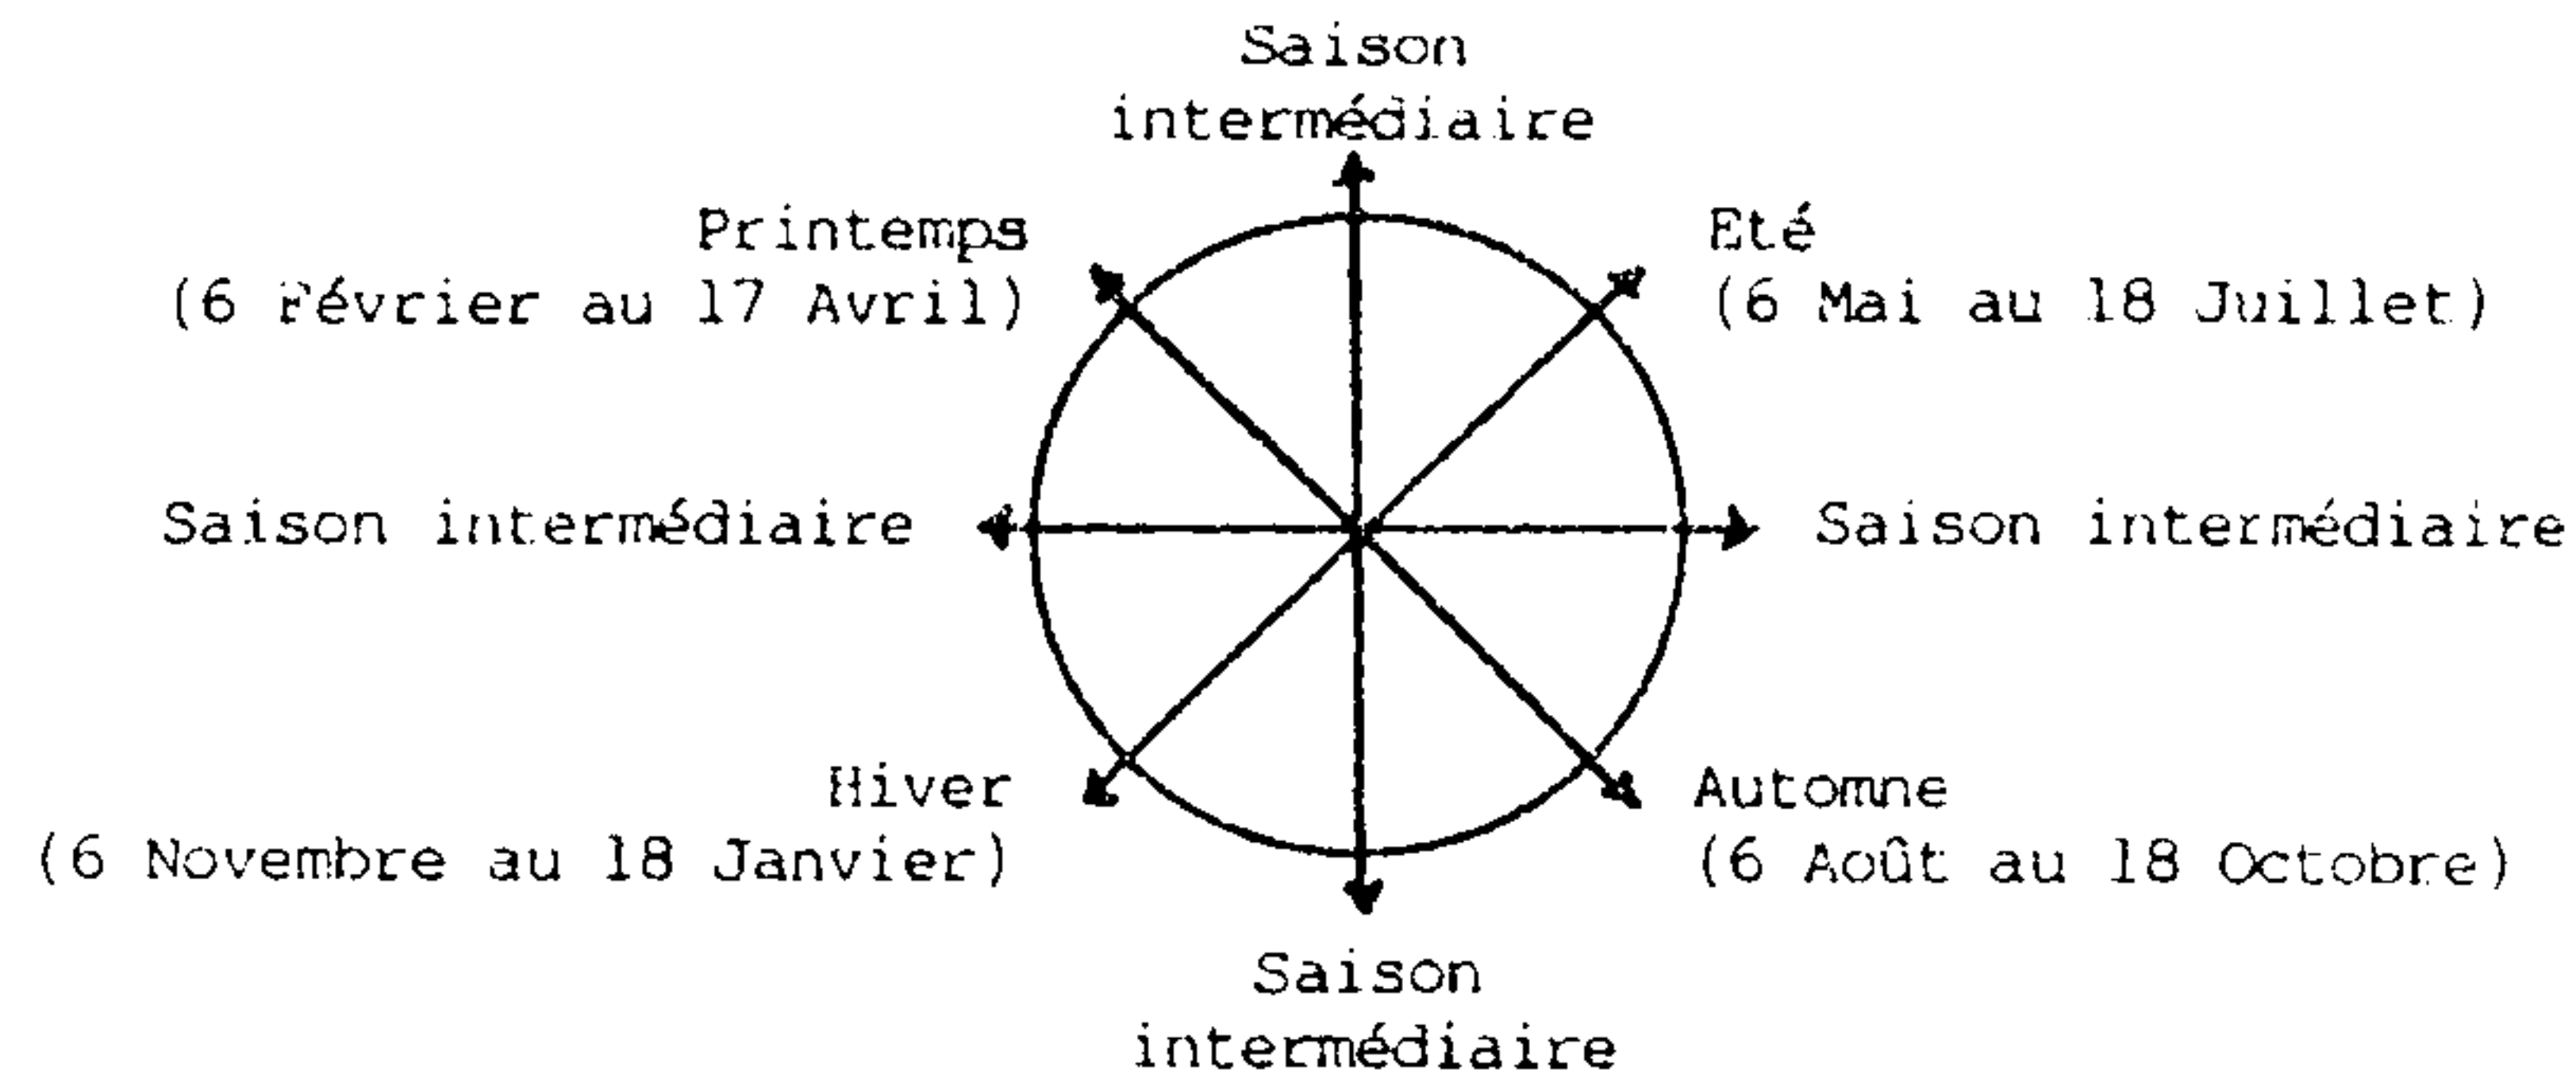 Saison
intermédiaire
Printemps
(6 Février au 17 Avril)
Eté
(6 Mai au 18 Juillet)
Saison intermédiaire
Saison intermédiaire
Hiver
(6 Novembre au 18 Janvier)
Automne
(6 Août au 18 Octobre)
Saison
intermédiaire